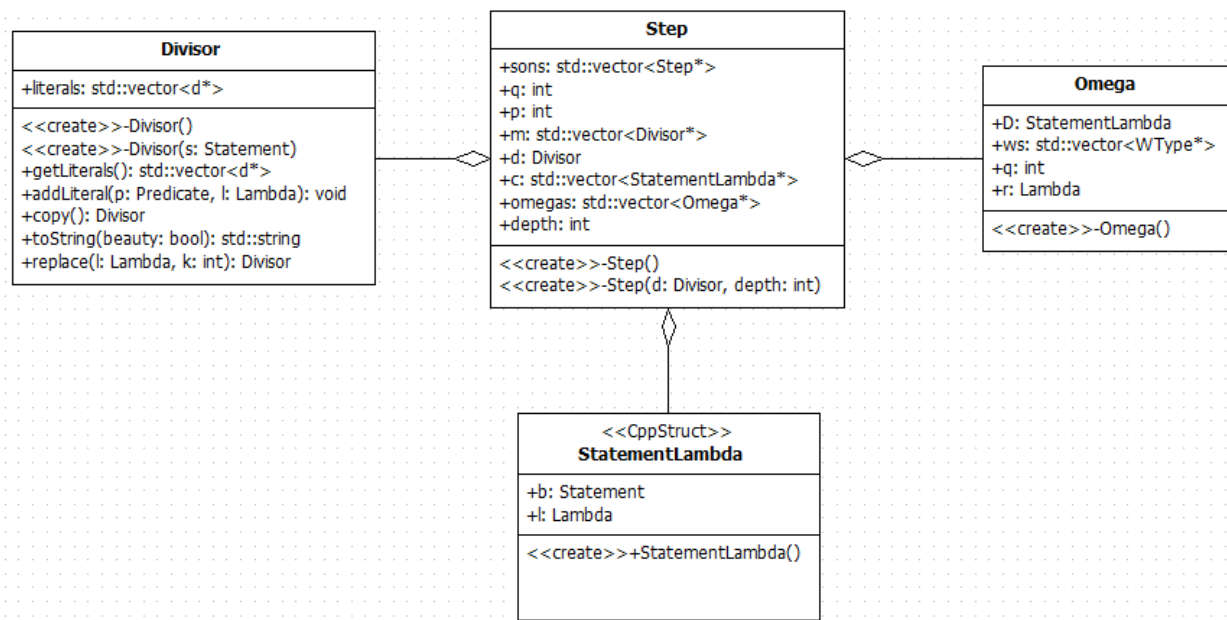 Divisor
+literals: std::vector<d*>
<<create>>-Divisor()
<<create>>-Divisor(s: Statement)
+getLiterals(): std::vector<d*>
+addLiteral(p: Predicate, l: Lambda): void
+copy(): Divisor
+toString(beauty: bool): std::string
+replace(l: Lambda, k: int): Divisor
Step
+sons: std::vector<Step*>
+q: int
+p: int
+m: std::vector<Divisor*>
+d: Divisor
+c: std::vector<StatementLambda*>
+omegas: std::vector<Omega*>
+depth: int
<<create>>-Step()
<<create>>-Step(d: Divisor, depth: int)
Omega
+D: StatementLambda
+ws: std::vector<WType*>
+q: int
+r: Lambda
<<create>>-Omega()
<<CppStruct>>
StatementLambda
+b: Statement
+l: Lambda
<<create>>+StatementLambda()